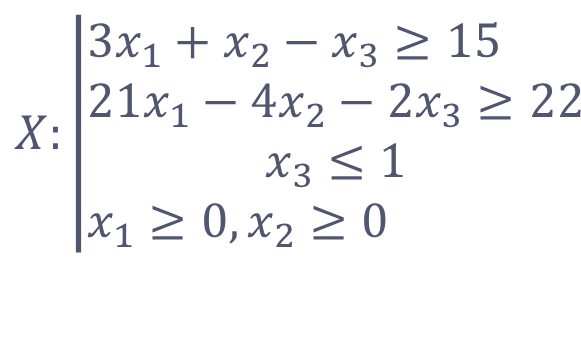 X:
3x₁ + x₂ − x₃ ≥ 15
21x₁ − 4x₂ − 2x₃ ≥ 22
x₃ ≤ 1
x₁ ≥ 0, x₂ ≥ 0